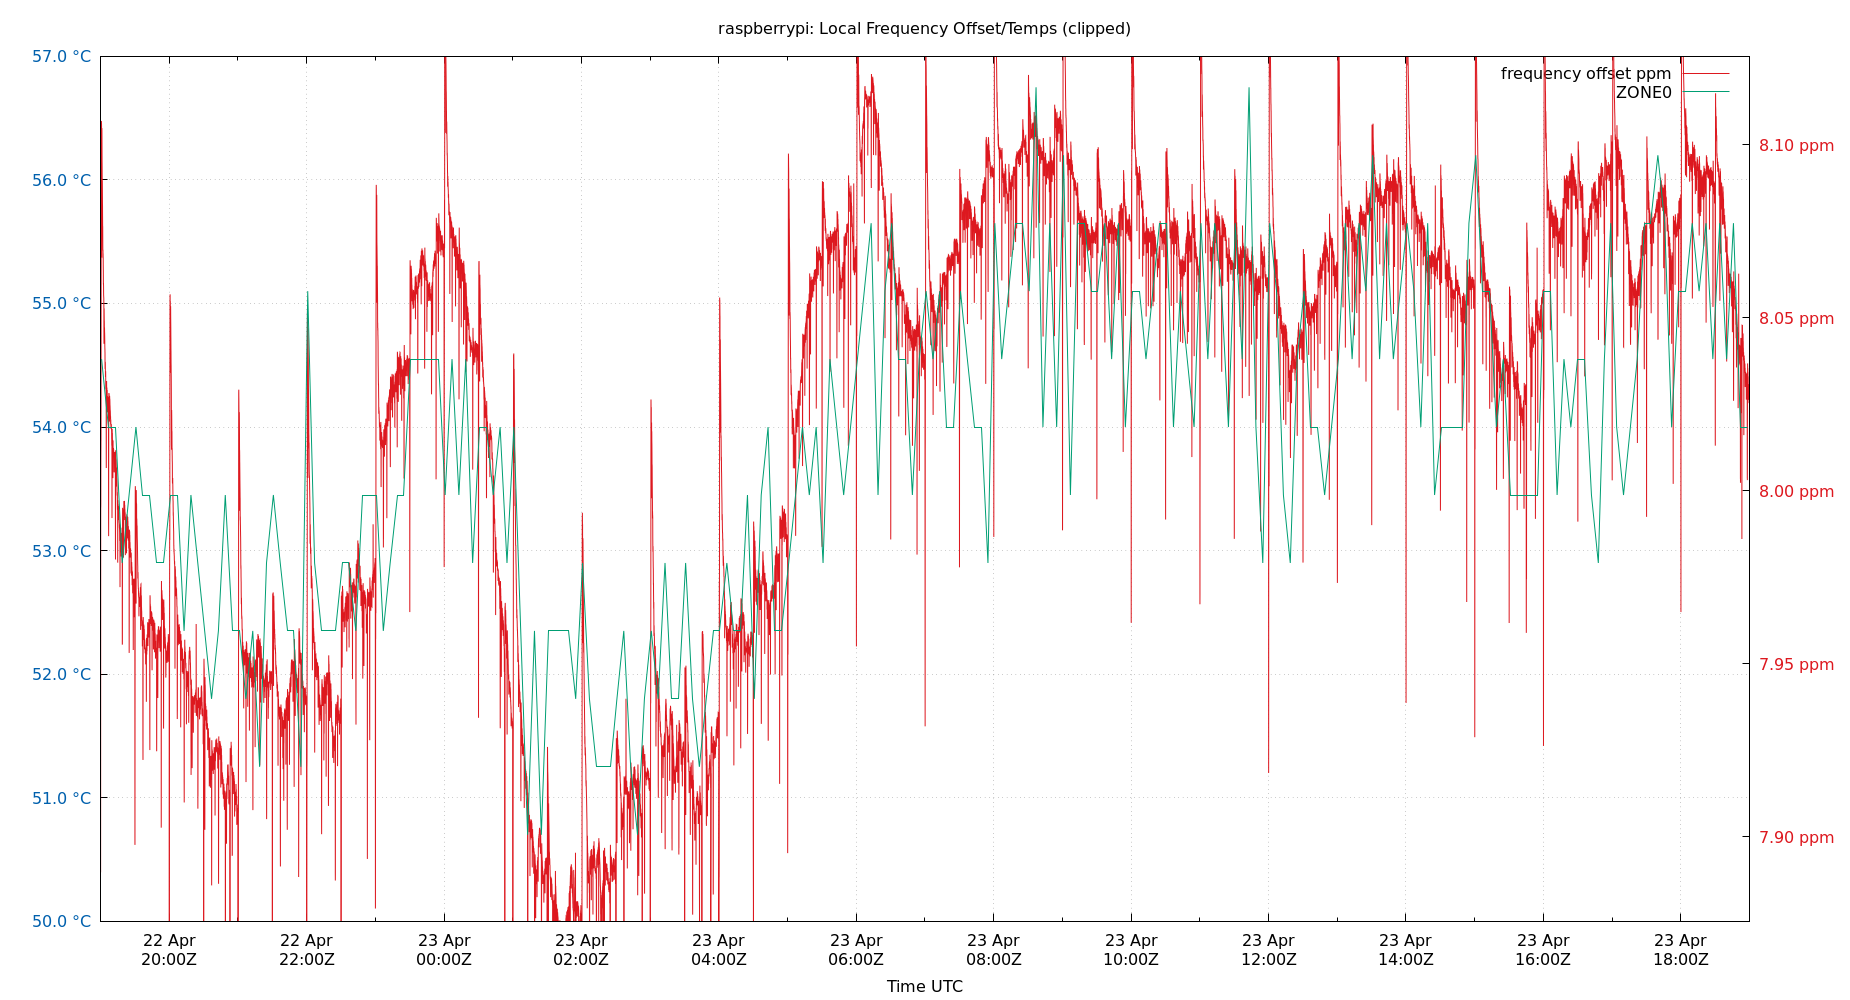 raspberrypi: Local Frequency Offset/Temps (clipped)
57.0 °C
56.0 °C
55.0 °C
54.0 °C
53.0 °C
52.0 °C
51.0 °C
50.0 °C
frequency offset ppm
ZONE0
8.10 ppm
8.05 ppm
8.00 ppm
7.95 ppm
7.90 ppm
22 Apr 22 Apr 23 Apr 23 Apr 23 Apr 23 Apr 23 Apr 23 Apr 23 Apr 23 Apr 23 Apr 23 Apr
20:00Z 22:00Z 00:00Z 02:00Z 04:00Z 06:00Z 08:00Z 10:00Z 12:00Z 14:00Z 16:00Z 18:00Z
Time UTC